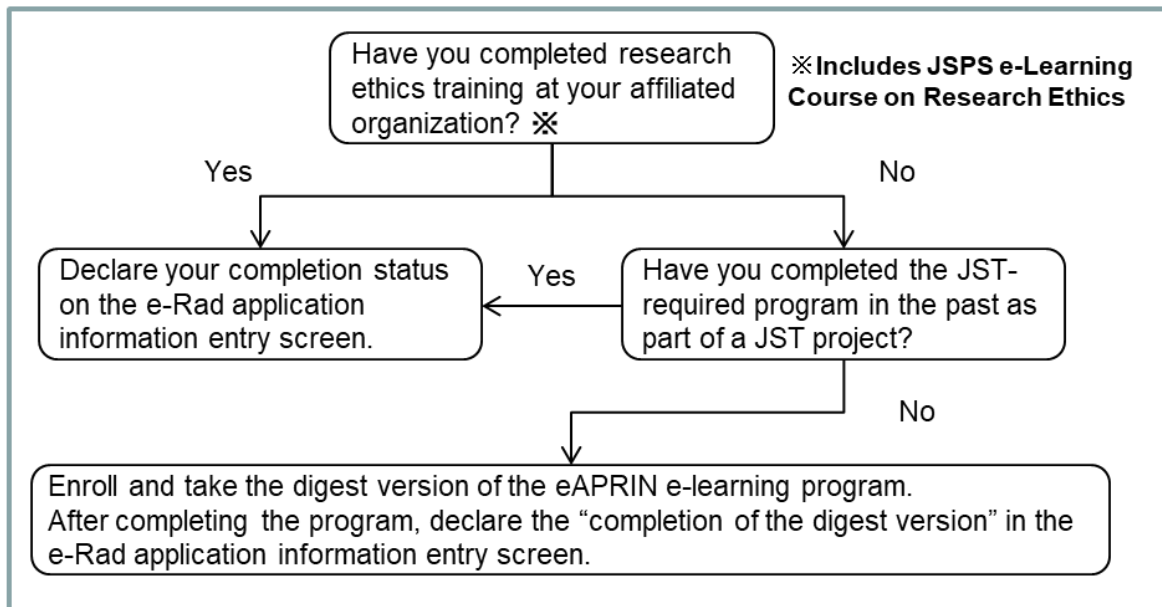 Have you completed research
ethics training at your affiliated
organization? ※
※Includes JSPS e-Learning
Course on Research Ethics
Yes
No
Declare your completion status
on the e-Rad application
information entry screen.
Yes
Have you completed the JST-
required program in the past as
part of a JST project?
No
Enroll and take the digest version of the eAPRIN e-learning program.
After completing the program, declare the “completion of the digest version” in the
e-Rad application information entry screen.